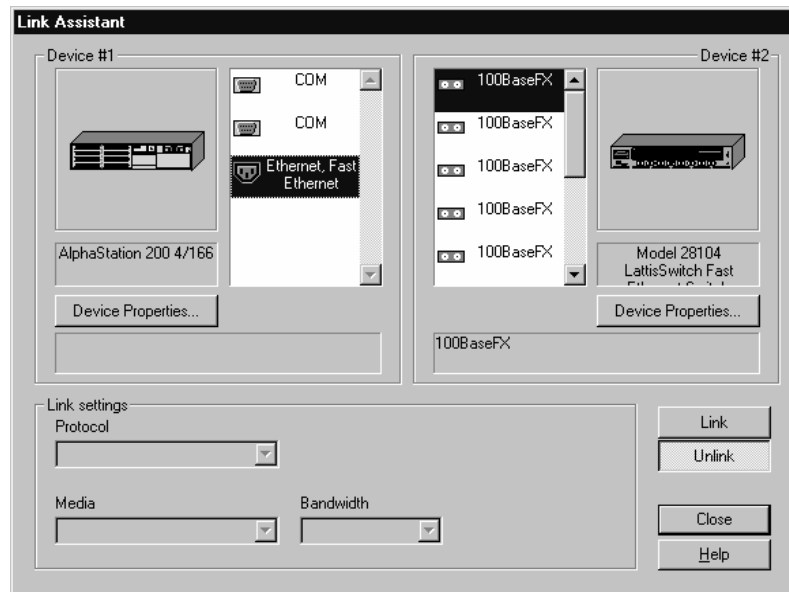 Link Assistant
Device #1
COM
COM
Ethernet, Fast
Ethernet
AlphaStation 200 4/166
Device Properties...
Device #2
100BaseFX
100BaseFX
100BaseFX
100BaseFX
100BaseFX
Model 28104
LattisSwitch Fast
Device Properties...
100BaseFX
Link settings
Protocol
Media
Bandwidth
Link
Unlink
Close
Help